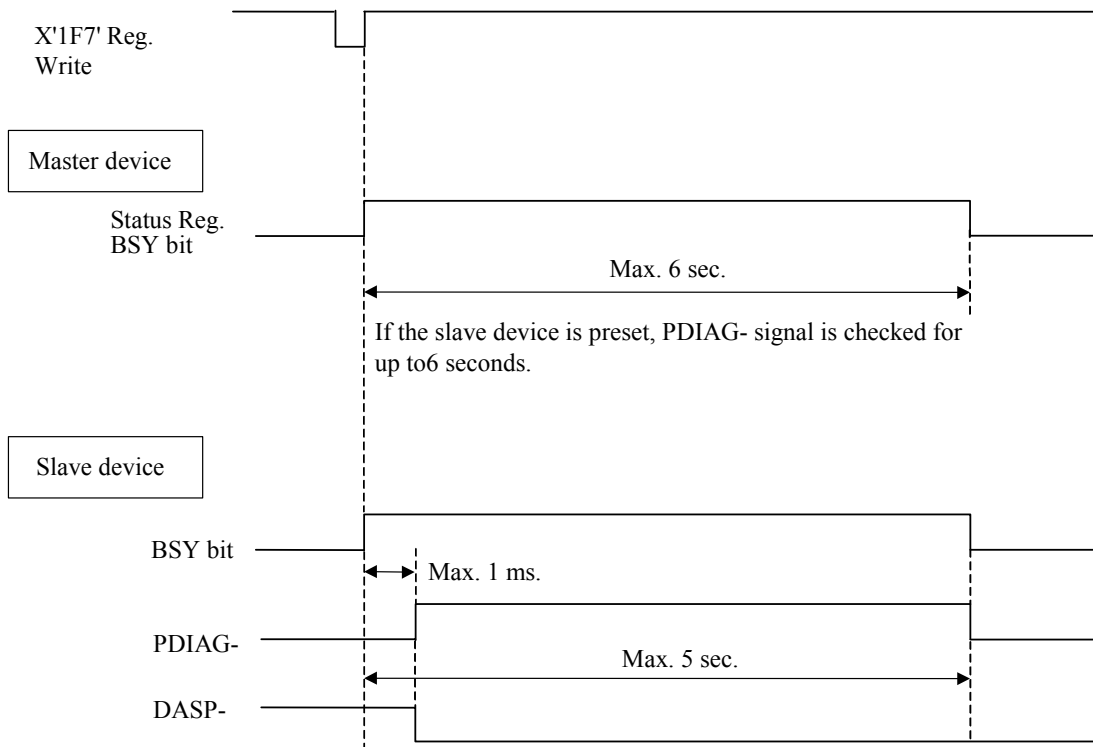 X'1F7' Reg.
Write
Master device
Status Reg.
BSY bit
Max. 6 sec.
If the slave device is preset, PDIAG- signal is checked for
up to6 seconds.
Slave device
BSY bit
Max. 1 ms.
PDIAG-
Max. 5 sec.
DASP-